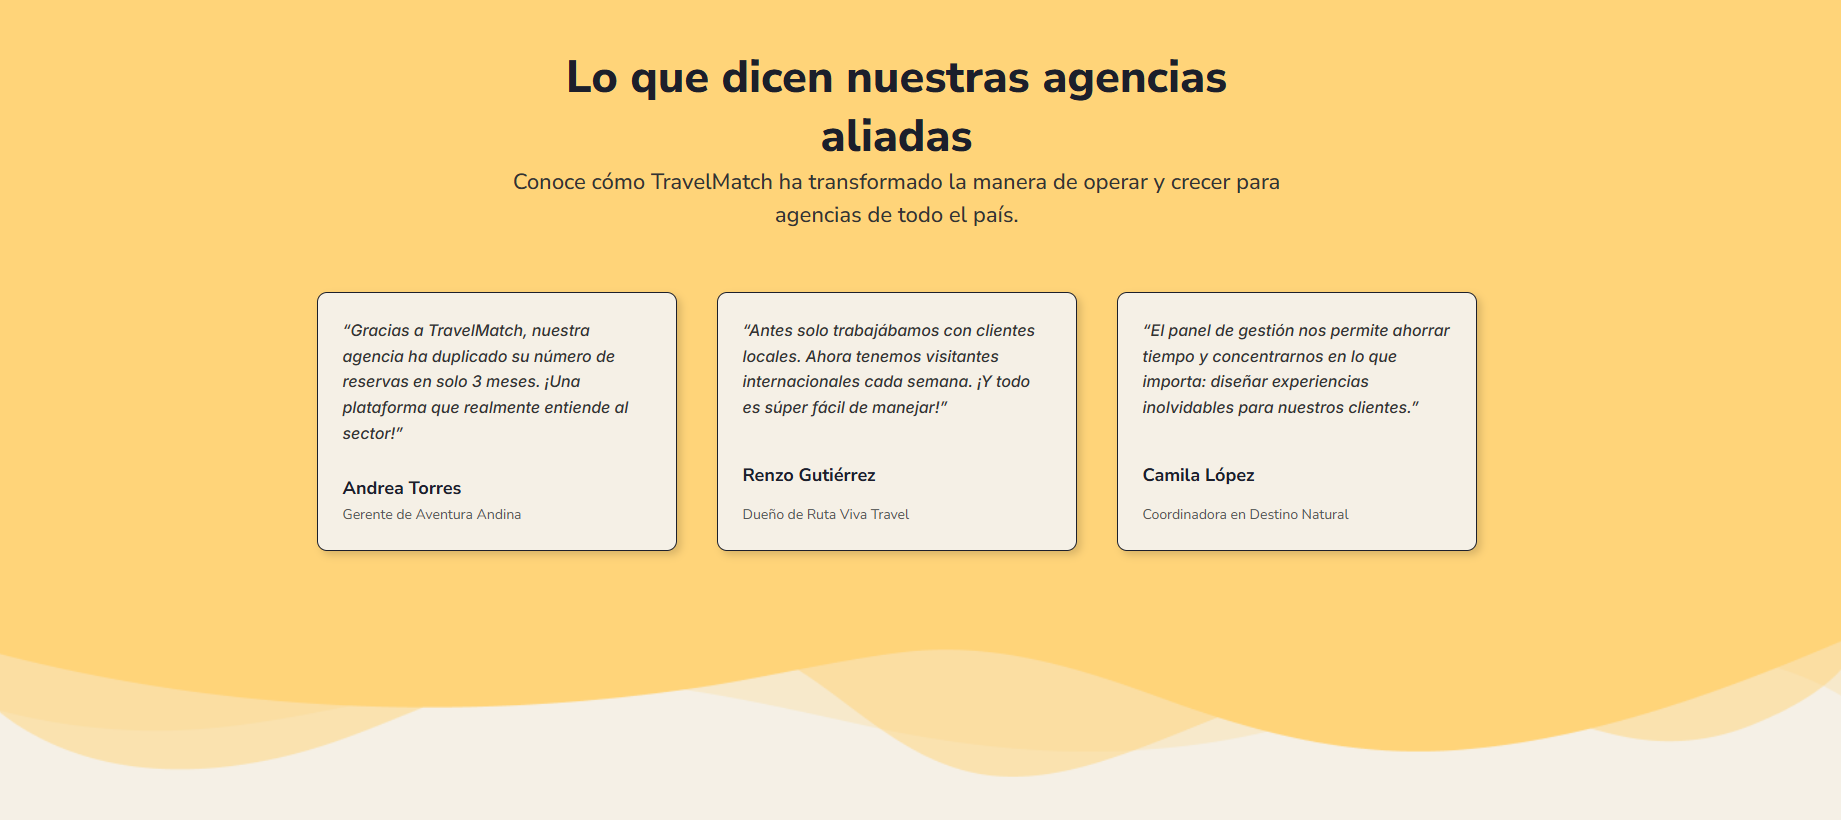 Lo que dicen nuestras agencias
aliadas
Conoce cómo TravelMatch ha transformado la manera de operar y crecer para
agencias de todo el país.
“Gracias a TravelMatch, nuestra
agencia ha duplicado su número de
reservas en solo 3 meses. ¡Una
plataforma que realmente entiende al
sector!”
Andrea Torres
Gerente de Aventura Andina
“Antes solo trabajábamos con clientes
locales. Ahora tenemos visitantes
internacionales cada semana. ¡Y todo
es súper fácil de manejar!”
Renzo Gutiérrez
Dueño de Ruta Viva Travel
“El panel de gestión nos permite ahorrar
tiempo y concentrarnos en lo que
importa: diseñar experiencias
inolvidables para nuestros clientes.”
Camila López
Coordinadora en Destino Natural